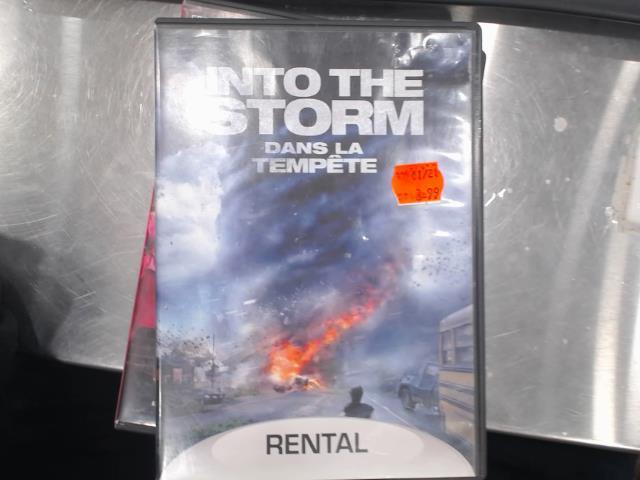 INTO THE
STORM
DANS LA
TEMPÊTE
RENTAL